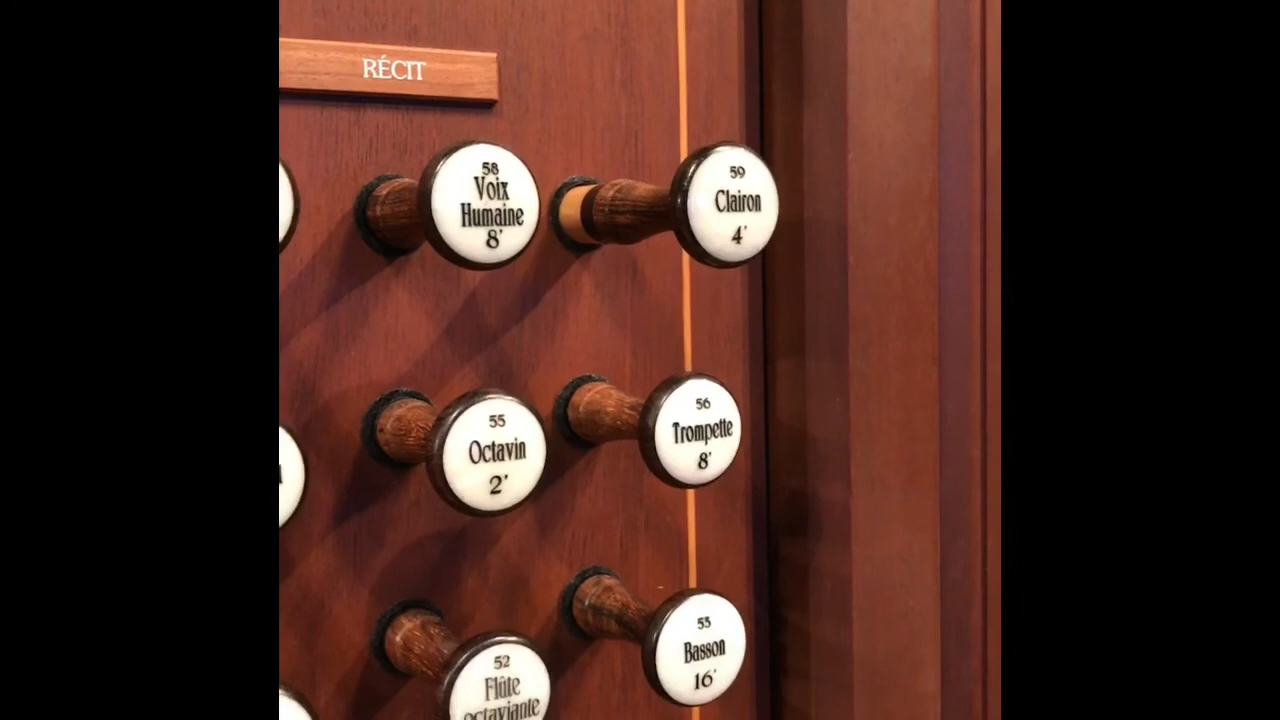 RÉCIT
58
Voix
Humaine
8'
59
Clairon
4'
55
Octavin
2'
56
Trompette
8'
52
Flûte
octaviante
53
Basson
16'